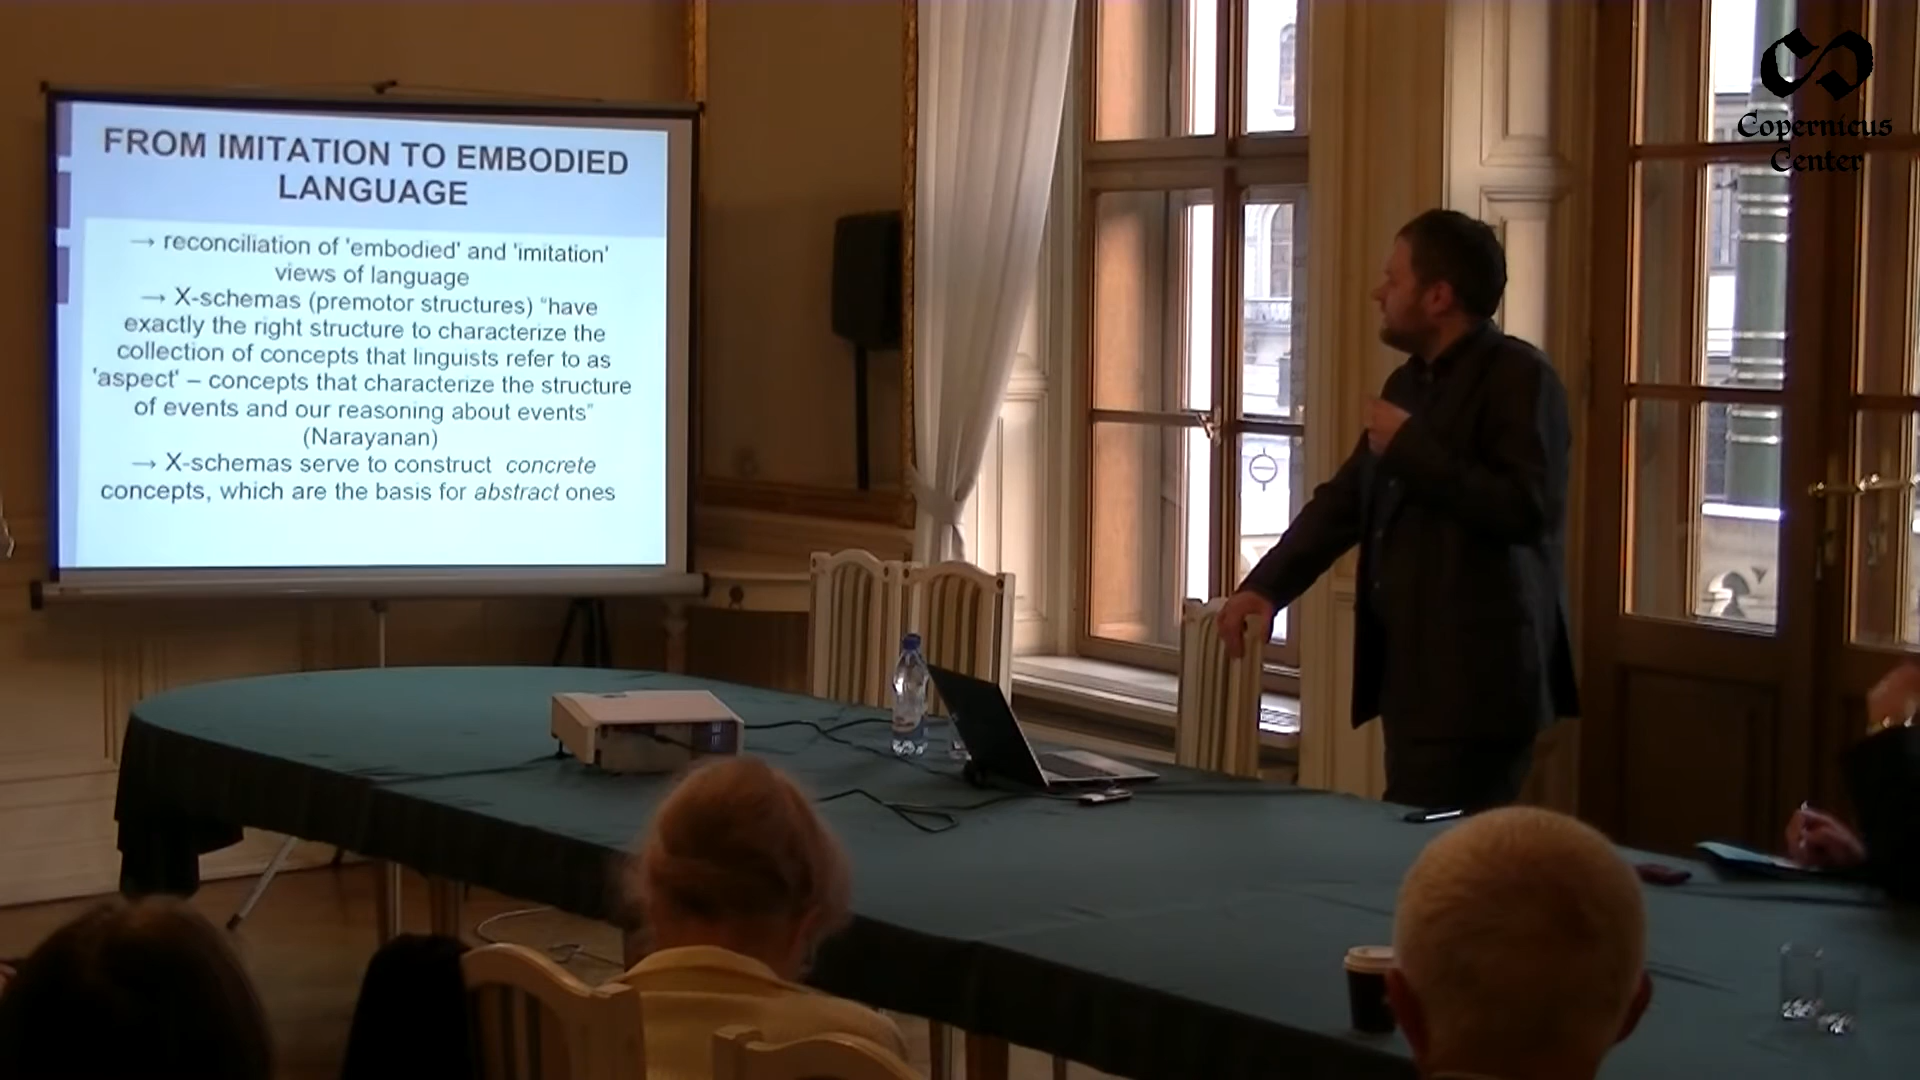 FROM IMITATION TO EMBODIED
LANGUAGE
→ reconciliation of 'embodied' and 'imitation'
views of language
→ X-schemas (premotor structures) “have
exactly the right structure to characterize the
collection of concepts that linguists refer to as
'aspect' – concepts that characterize the structure
of events and our reasoning about events”
(Narayanan)
→ X-schemas serve to construct concrete
concepts, which are the basis for abstract ones
Copernicus
Center